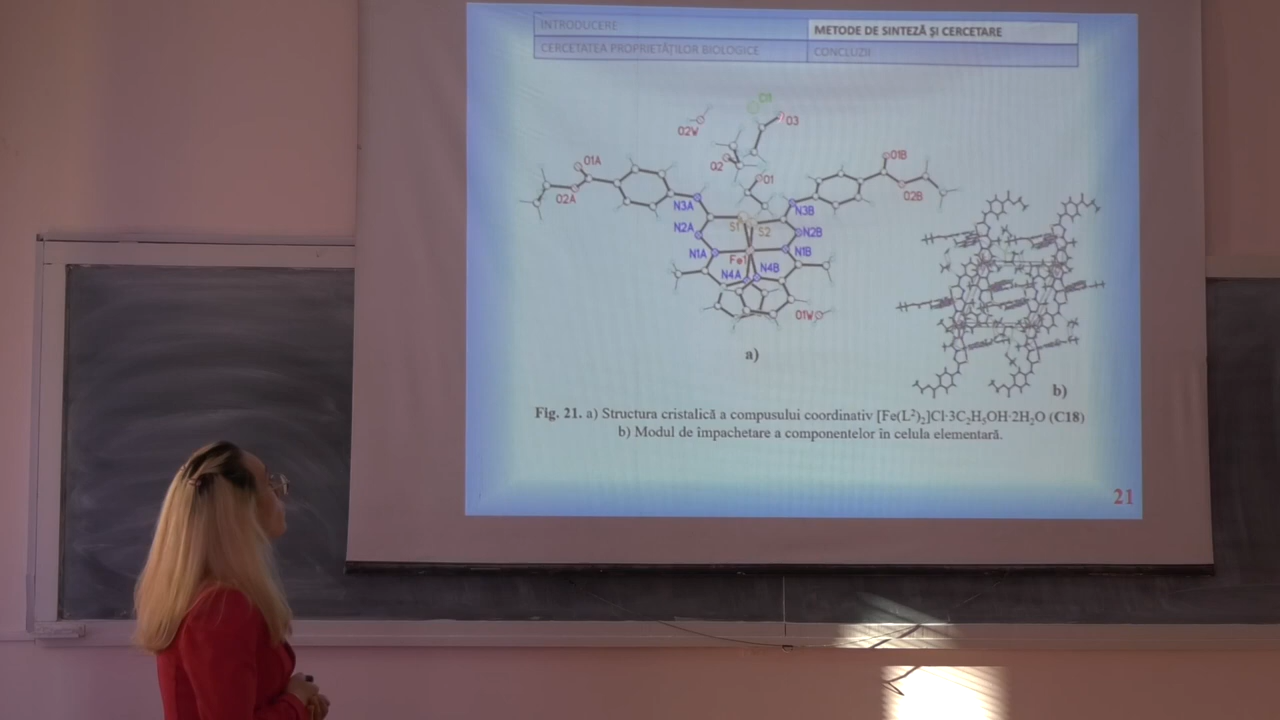 INTRODUCERE
METODE DE SINTEZĂ ȘI CERCETARE
CERCETATEA PROPRIETĂȚILOR BIOLOGICE
CONCLUZII
Cl1
O3
O2W
O2
O1A
O1B
O1
O2A
O2B
N3A
N3B
S1
S2
N2A
N2B
N1A
N1B
Fe1
N4A
N4B
O1W
a)
b)
Fig. 21. a) Structura cristalică a compusului coordinativ [Fe(L²)₂]Cl·3C₂H₅OH·2H₂O (C18)
b) Modul de împachetare a componentelor în celula elementară.
21